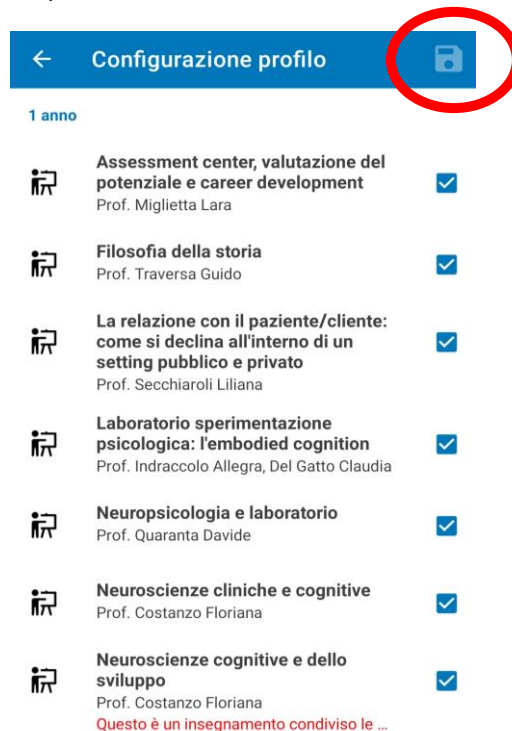 Configurazione profilo
1 anno
Assessment center, valutazione del
potenziale e career development
Prof. Miglietta Lara
Filosofia della storia
Prof. Traversa Guido
La relazione con il paziente/cliente:
come si declina all'interno di un
setting pubblico e privato
Prof. Secchiaroli Liliana
Laboratorio sperimentazione
psicologica: l'embodied cognition
Prof. Indraccolo Allegra, Del Gatto Claudia
Neuropsicologia e laboratorio
Prof. Quaranta Davide
Neuroscienze cliniche e cognitive
Prof. Costanzo Floriana
Neuroscienze cognitive e dello
sviluppo
Prof. Costanzo Floriana
Questo è un insegnamento condiviso le ...